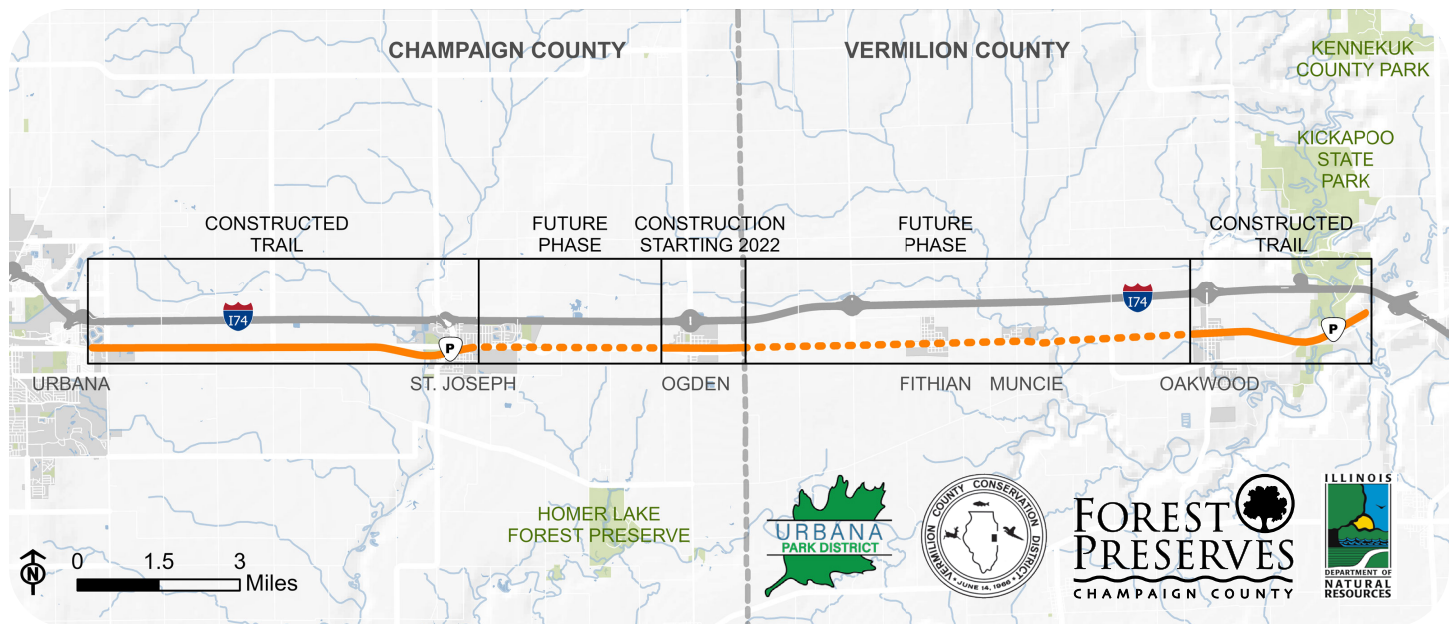 CHAMPAIGN COUNTY
VERMILION COUNTY
KENNEKUK
COUNTY PARK
KICKAPOO
STATE
PARK
CONSTRUCTED
TRAIL
FUTURE
PHASE
CONSTRUCTION
STARTING 2022
FUTURE
PHASE
CONSTRUCTED
TRAIL
I74
I74
P
P
URBANA
ST. JOSEPH
OGDEN
FITHIAN
MUNCIE
OAKWOOD
HOMER LAKE
FOREST PRESERVE
N
0 1.5 3
Miles
URBANA
PARK DISTRICT
VERMILION COUNTY CONSERVATION DISTRICT
JUNE 14, 1966
FOREST
PRESERVES
CHAMPAIGN COUNTY
ILLINOIS
DEPARTMENT OF
NATURAL
RESOURCES